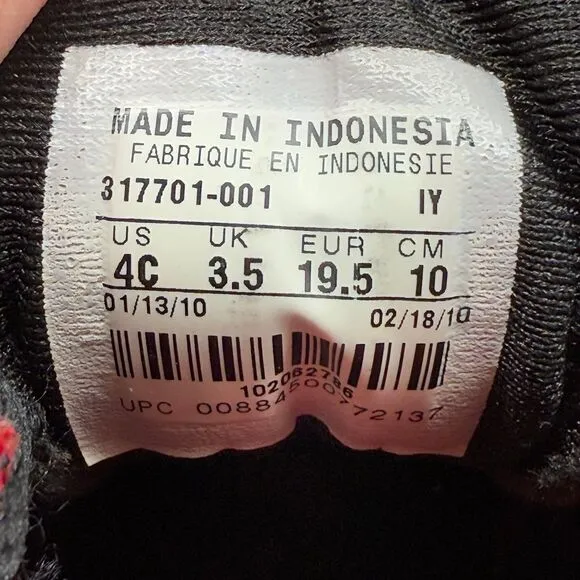 MADE IN INDONESIA
FABRIQUE EN INDONESIE
317701-001 IY
US UK EUR CM
4C 3.5 19.5 10
01/13/10 02/18/10
102062786
UPC 00884500772137